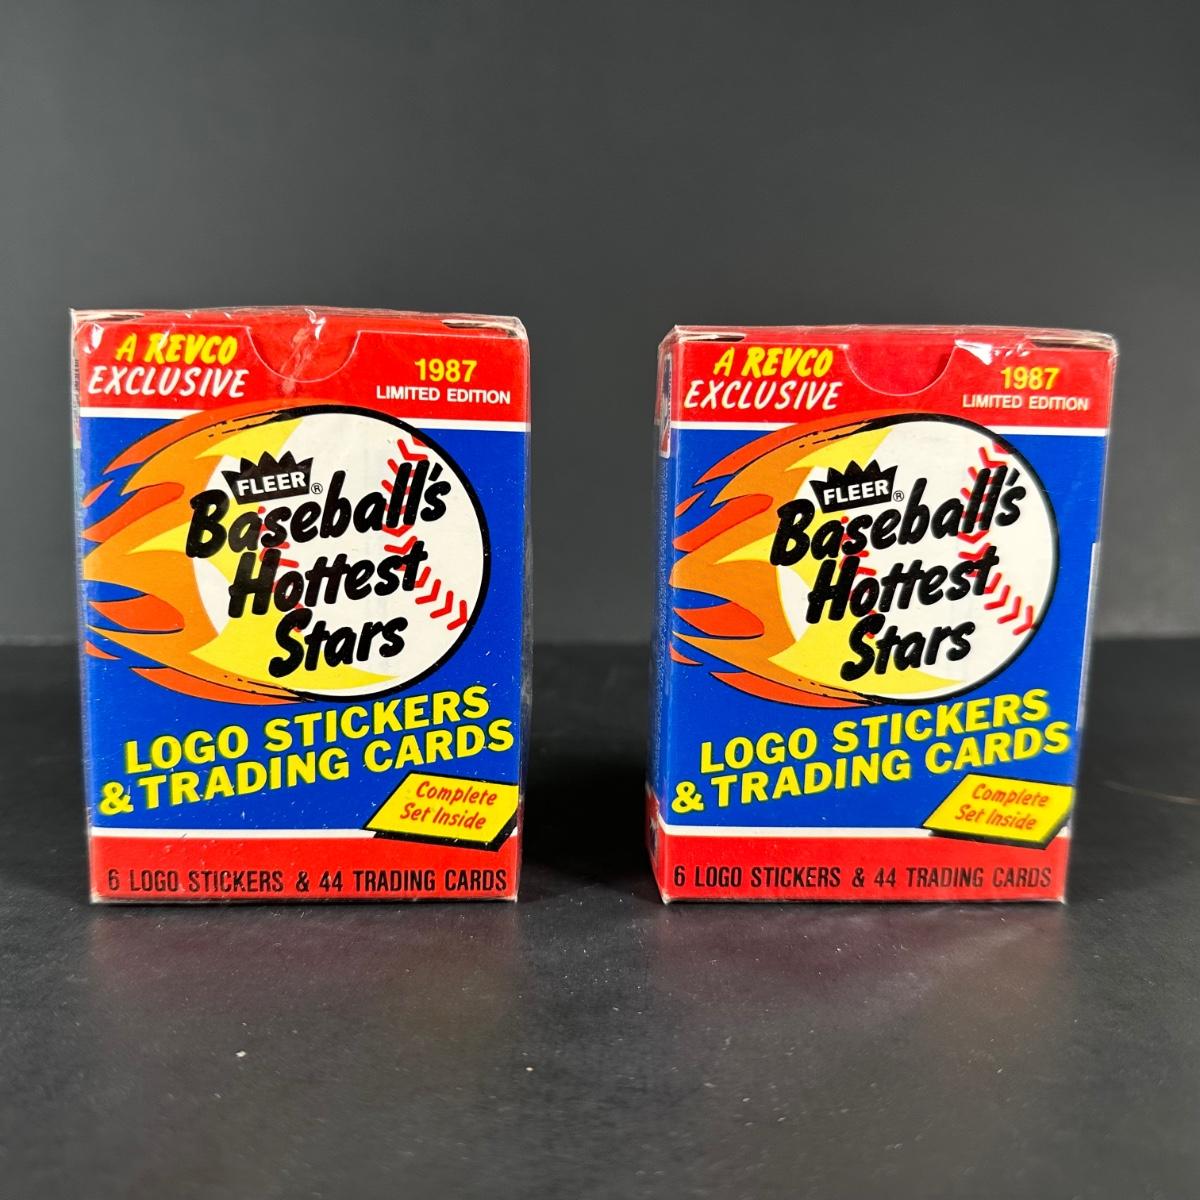 A REVCO
EXCLUSIVE
1987
LIMITED EDITION
FLEER®
Baseball's
Hottest
Stars
LOGO STICKERS
& TRADING CARDS
Complete
Set Inside
6 LOGO STICKERS & 44 TRADING CARDS
A REVCO
EXCLUSIVE
1987
LIMITED EDITION
FLEER®
Baseball's
Hottest
Stars
LOGO STICKERS
& TRADING CARDS
Complete
Set Inside
6 LOGO STICKERS & 44 TRADING CARDS